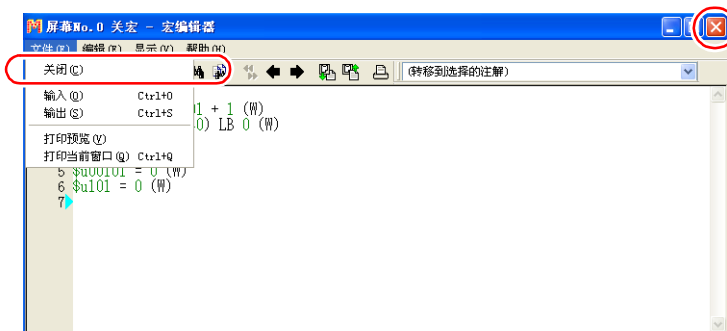 屏幕No. 0 关宏 - 宏编辑器
文件(F) 编辑(E) 显示(V) 帮助(H)
关闭(C)
(转移到选择的注解)
输入(O) Ctrl+O
输出(S) Ctrl+S
01 + 1 (W)
0) LB 0 (W)
打印预览(V)
打印当前窗口(Q) Ctrl+Q
5 $u00101 = 0 (W)
6 $u101 = 0 (W)
7